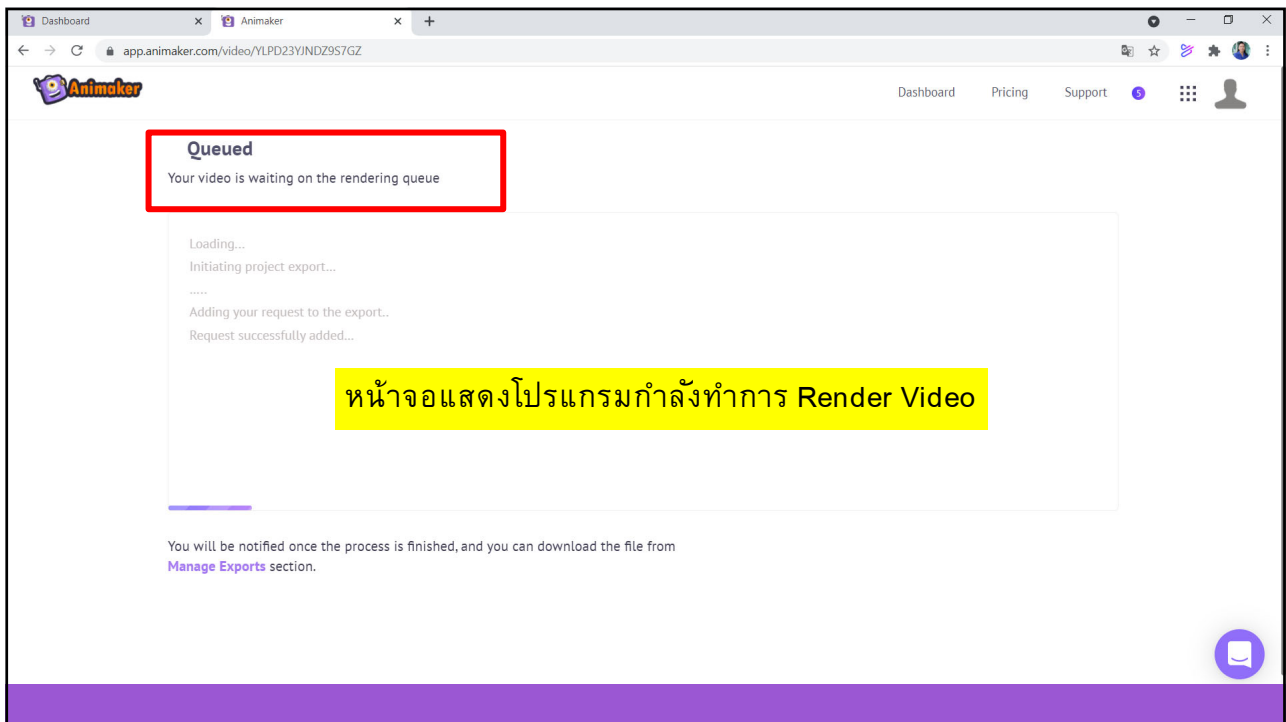 Dashboard
Animaker
app.animaker.com/video/YLPD23YJNDZ9S7GZ
Animaker
Dashboard Pricing Support 5
Queued
Your video is waiting on the rendering queue
Loading...
Initiating project export...
.....
Adding your request to the export..
Request successfully added...
หน้าจอแสดงโปรแกรมกำลังทำการ Render Video
You will be notified once the process is finished, and you can download the file from
Manage Exports section.